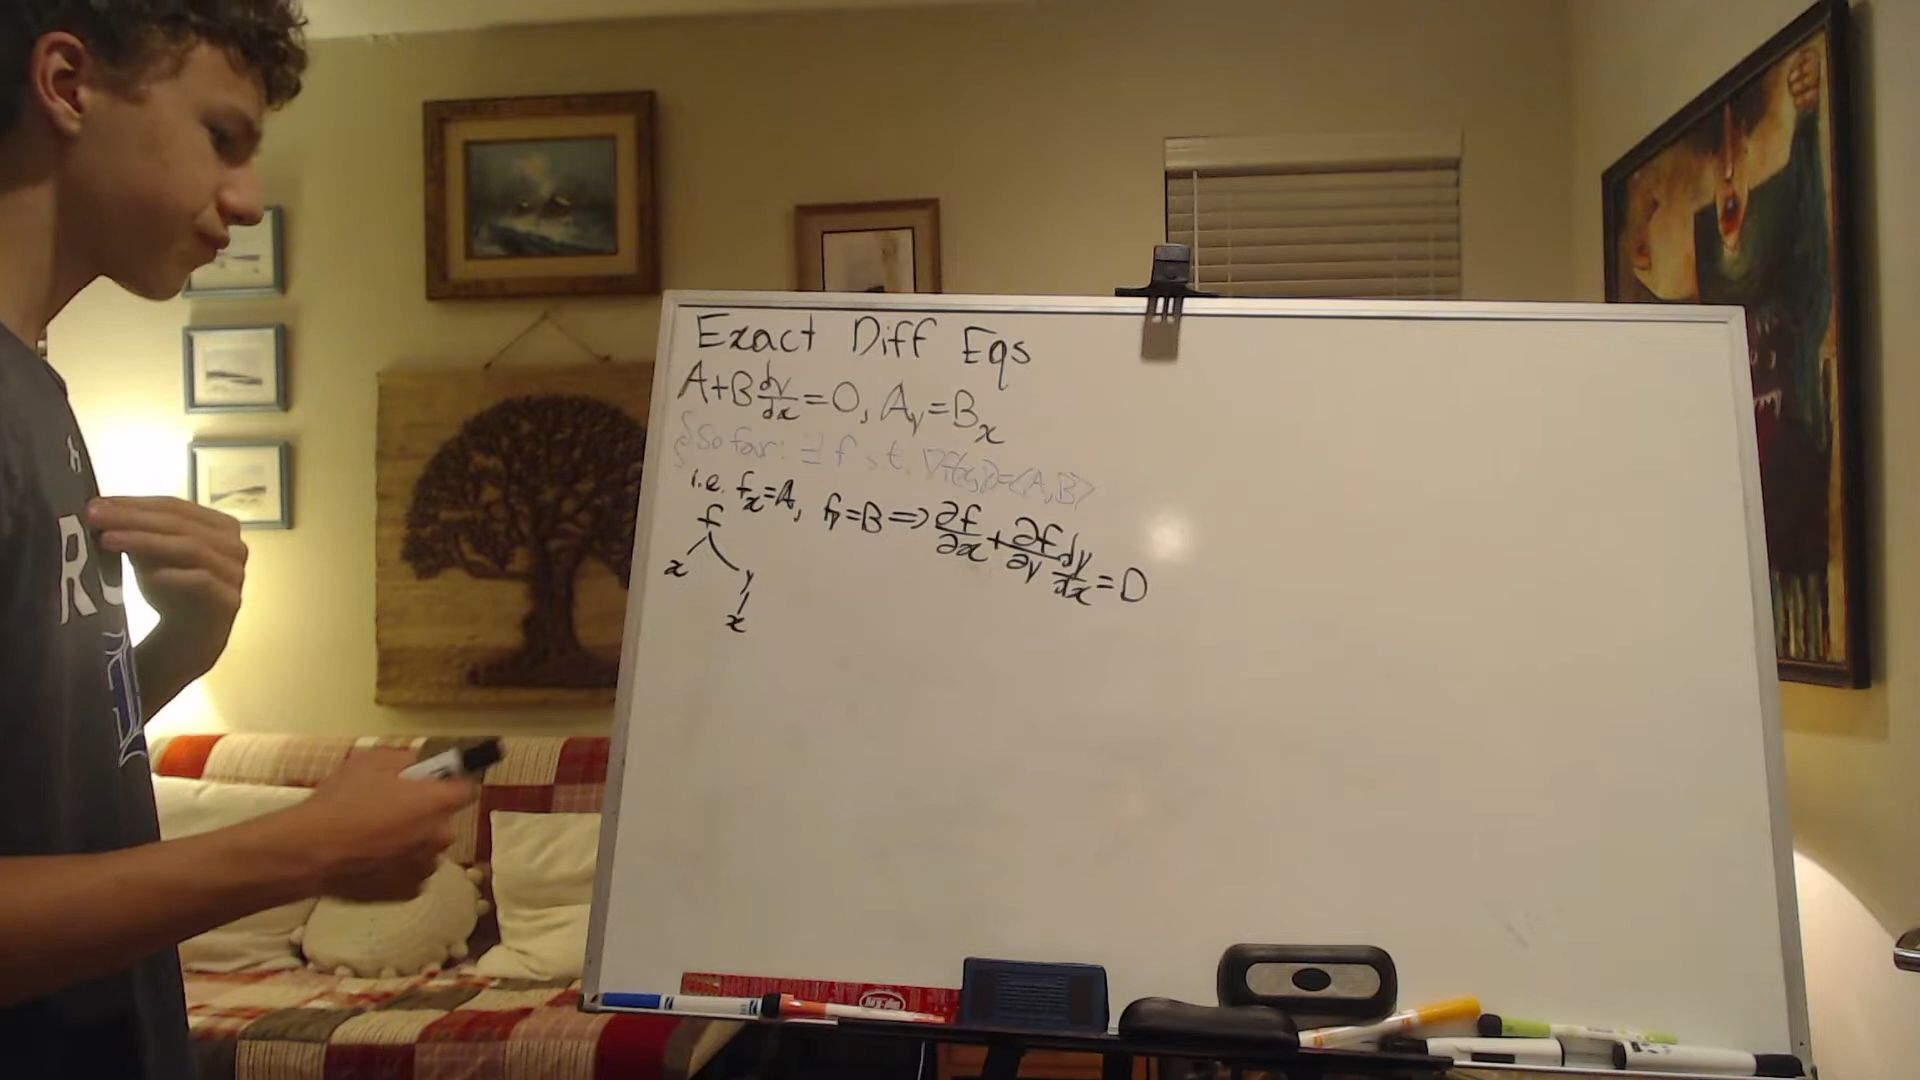 Exact Diff Eqs
A+B dy/dx = 0, A_y = B_x
So far: ∃ f s.t. ∇f(x,y)=<A,B>
i.e. f_x=A, f_y=B ⇒ ∂f/∂x + ∂f/∂y dy/dx = 0
f
x y
x